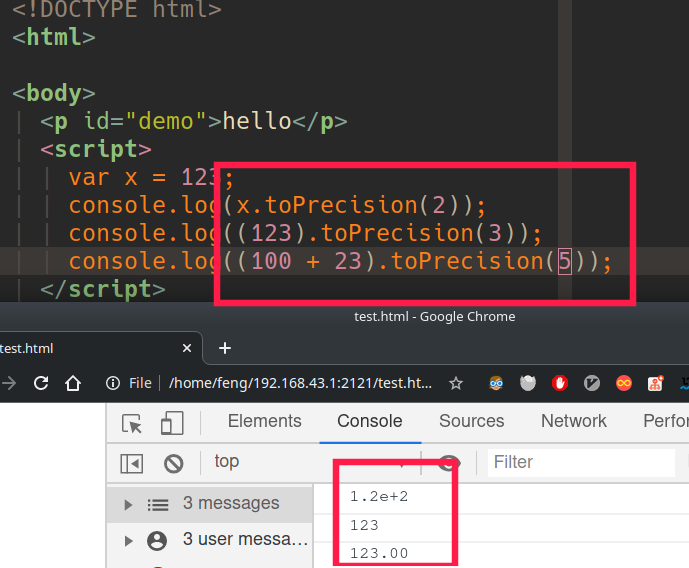 <!DOCTYPE html>
<html>
<body>
<p id="demo">hello</p>
<script>
var x = 123;
console.log(x.toPrecision(2));
console.log((123).toPrecision(3));
console.log((100 + 23).toPrecision(5));
</script>
test.html - Google Chrome
test.html
File /home/feng/192.168.43.1:2121/test.ht...
Elements Console Sources Network Perfo
top Filter
3 messages
3 user messa...
1.2e+2
123
123.00